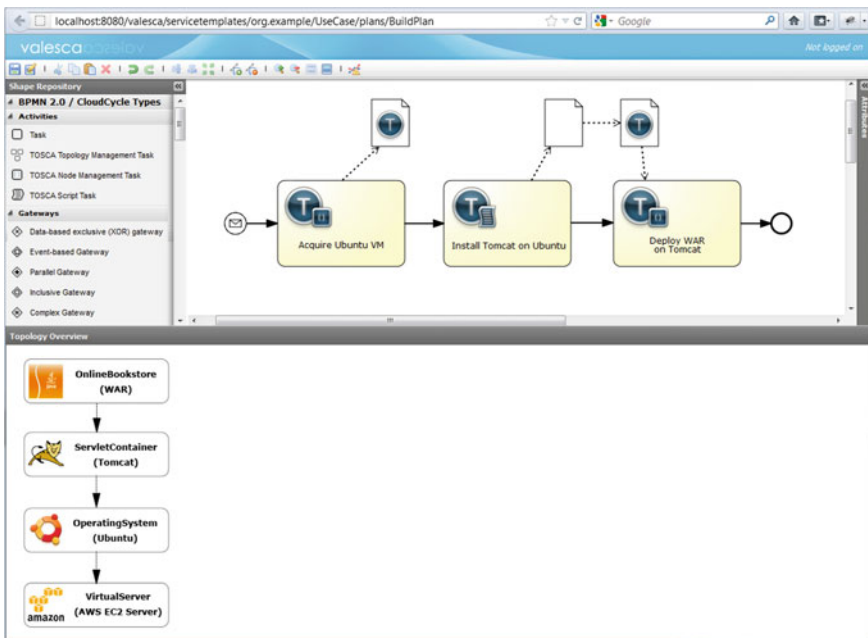 localhost:8080/valesca/servicetemplates/org.example/UseCase/plans/BuildPlan
Google
valesca
Not logged on
Shape Repository
BPMN 2.0 / CloudCycle Types
Activities
Task
TOSCA Topology Management Task
TOSCA Node Management Task
TOSCA Script Task
Gateways
Data-based exclusive (XOR) gateway
Event-based Gateway
Parallel Gateway
Inclusive Gateway
Complex Gateway
Attributes
T
T
T
Acquire Ubuntu VM
T
Install Tomcat on Ubuntu
T
Deploy WAR
on Tomcat
Topology Overview
OnlineBookstore
(WAR)
ServletContainer
(Tomcat)
OperatingSystem
(Ubuntu)
VirtualServer
(AWS EC2 Server)
amazon